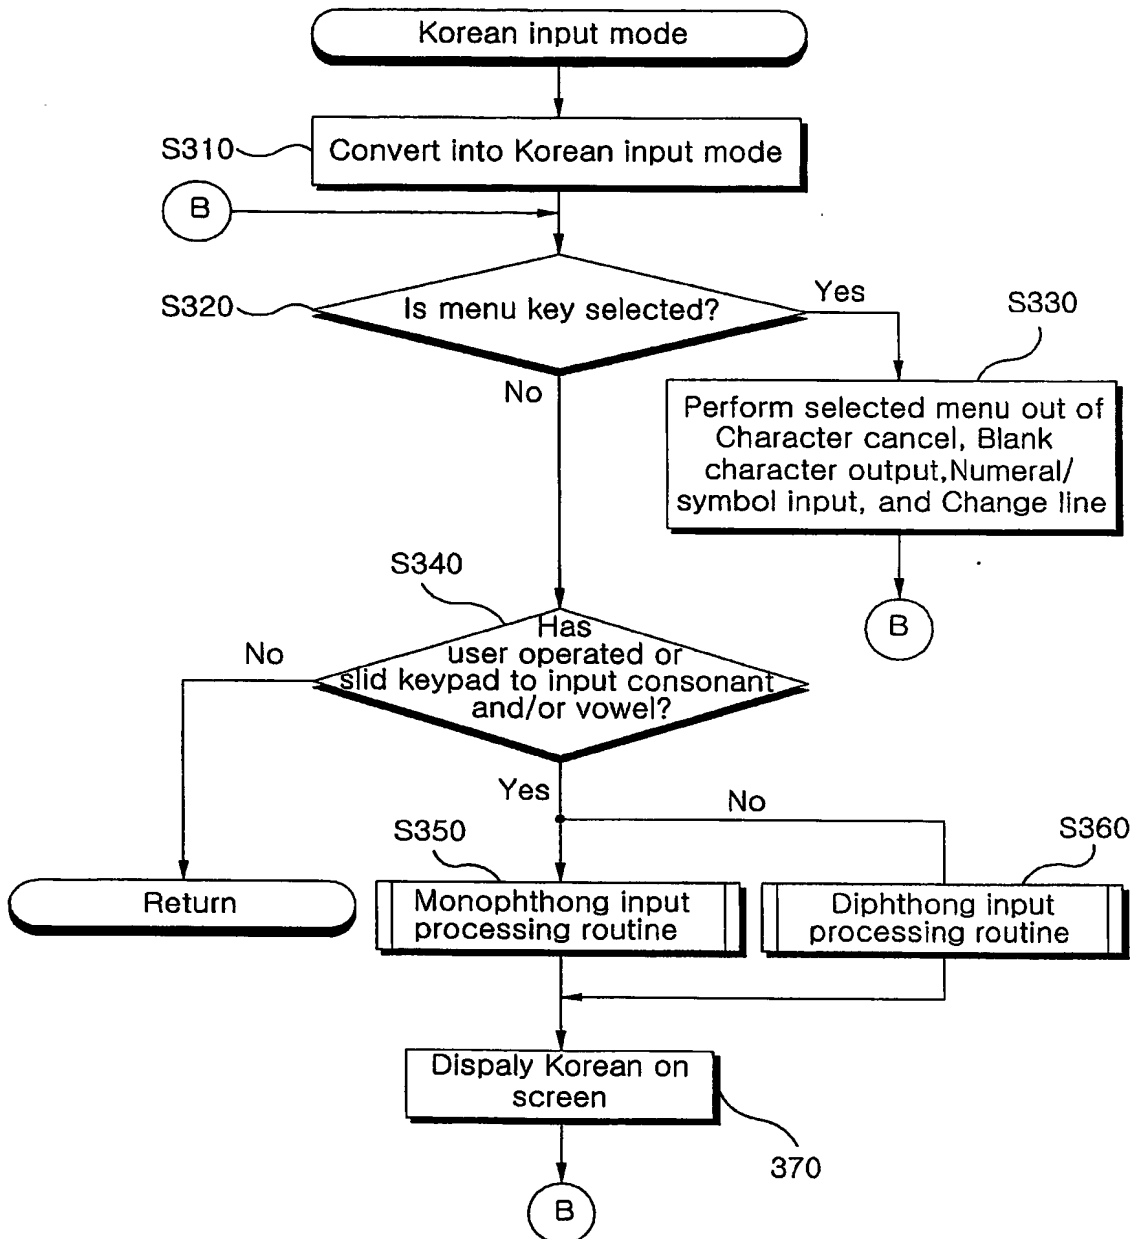 Korean input mode
S310
Convert into Korean input mode
B
S320
Is menu key selected?
Yes
S330
No
Perform selected menu out of
Character cancel, Blank
character output,Numeral/
symbol input, and Change line
S340
B
No
Has
user operated or
slid keypad to input consonant
and/or vowel?
Yes
No
S350
S360
Return
Monophthong input
processing routine
Diphthong input
processing routine
Dispaly Korean on
screen
370
B